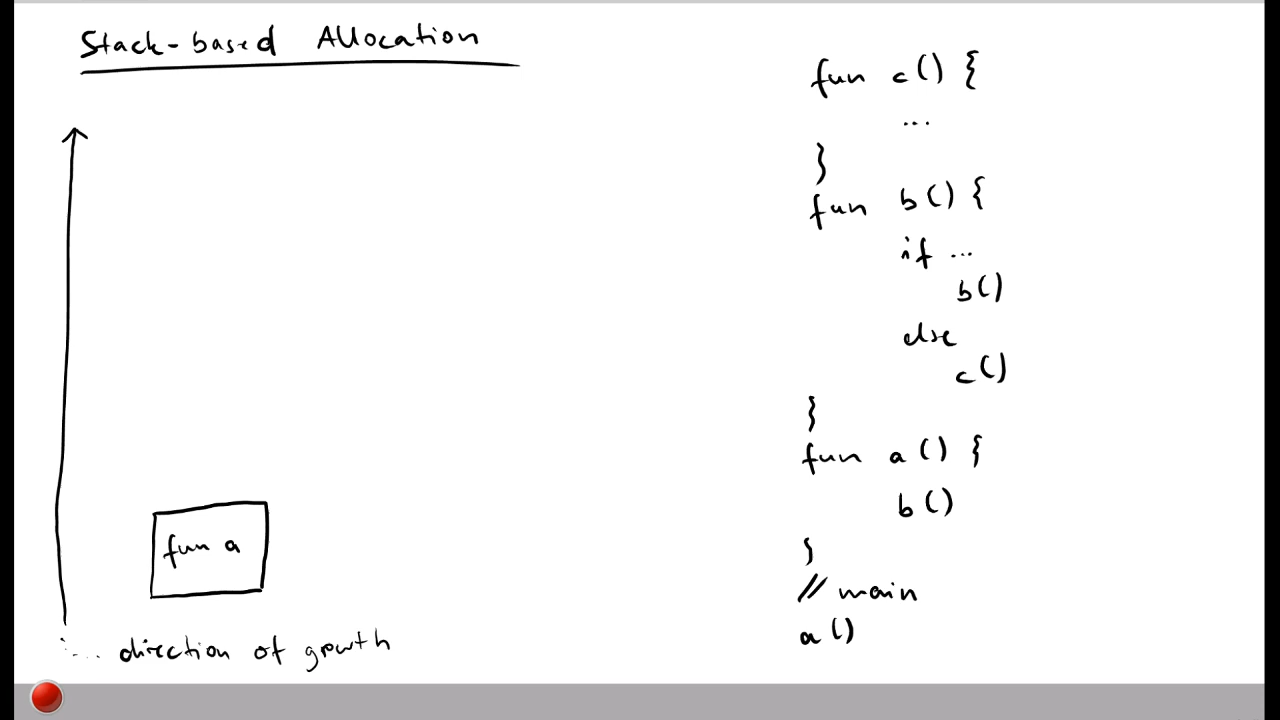 Stack-based Allocation
fun c() {
...
}
fun b() {
if ...
b()
else
c()
}
fun a() {
b()
}
// main
a()
fun a
... direction of growth